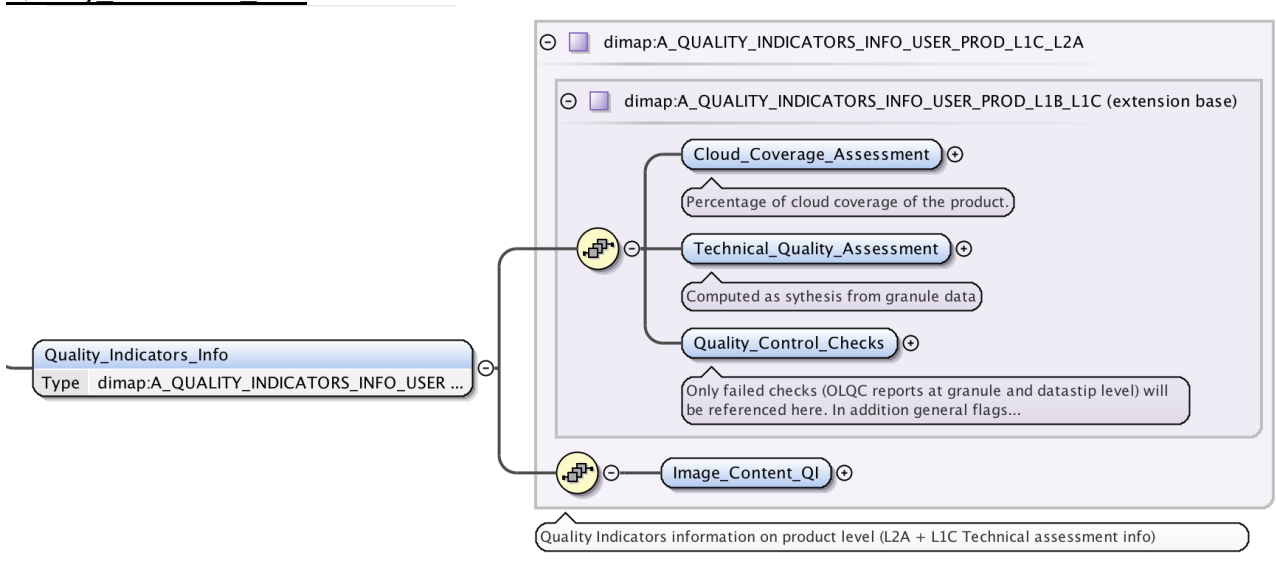 dimap:A_QUALITY_INDICATORS_INFO_USER_PROD_L1C_L2A
dimap:A_QUALITY_INDICATORS_INFO_USER_PROD_L1B_L1C (extension base)
Cloud_Coverage_Assessment
Percentage of cloud coverage of the product.
Technical_Quality_Assessment
Computed as sythesis from granule data
Quality_Control_Checks
Only failed checks (OLQC reports at granule and datastip level) will
be referenced here. In addition general flags...
Quality_Indicators_Info
Type dimap:A_QUALITY_INDICATORS_INFO_USER ...
Image_Content_QI
Quality Indicators information on product level (L2A + L1C Technical assessment info)